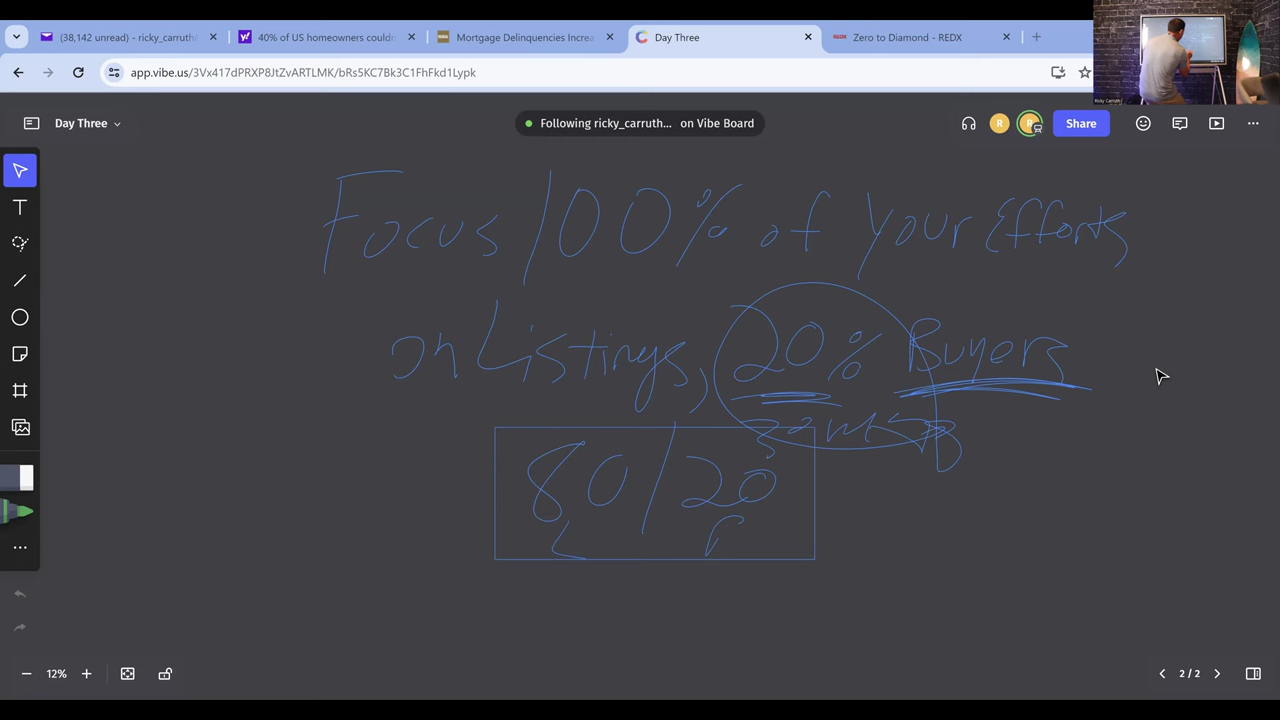 (38,142 unread) - ricky_carruth
40% of US homeowners could
Mortgage Delinquencies Increa
Day Three
Zero to Diamond - REDX
app.vibe.us/3Vx417dPRXP8JtZvARTLMK/bRs5KC7Bk3C1FhFkd1Lypk
Ricky Carruth
Day Three
Following ricky_carruth... on Vibe Board
R
R
Share
Focus 100% of your Efforts
on Listings, 20% Buyers
80/20
L
12%
2 / 2